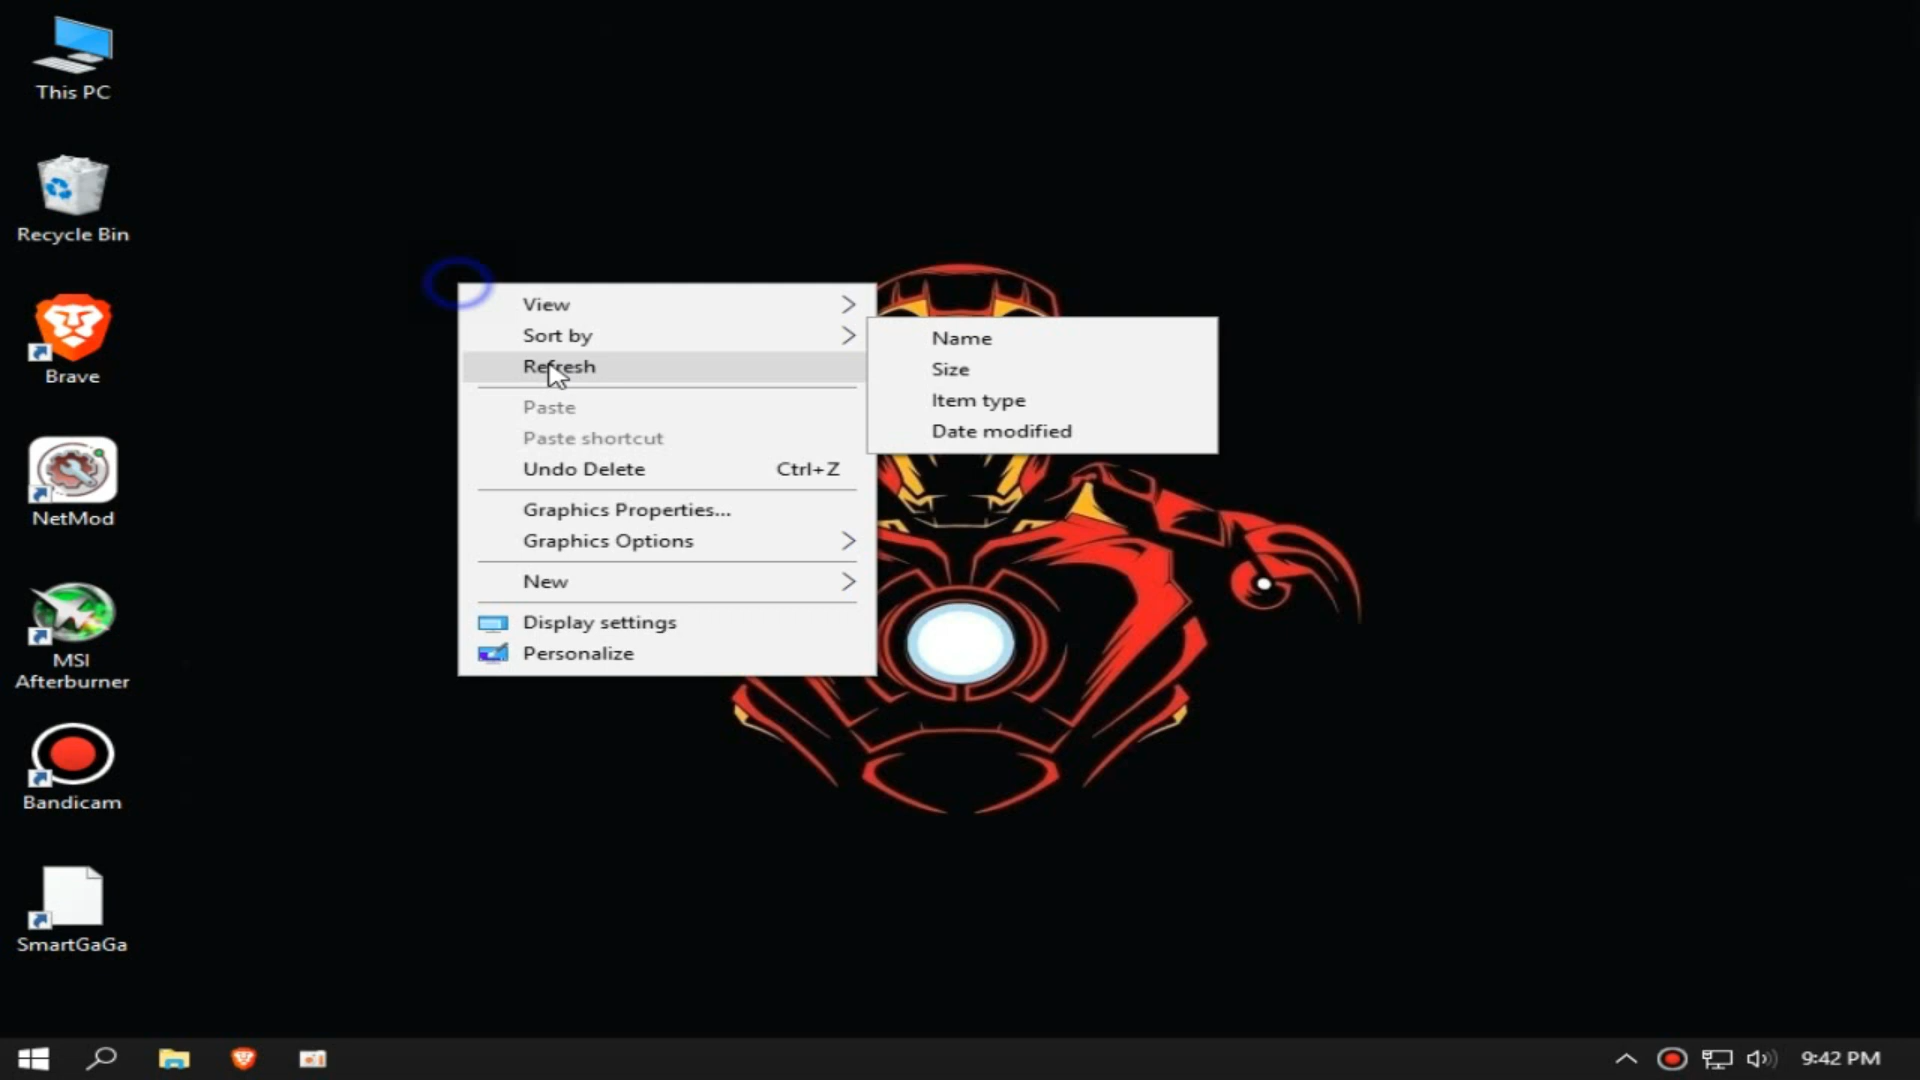 This PC
Recycle Bin
Brave
NetMod
MSI
Afterburner
Bandicam
SmartGaGa
View
Sort by
Refresh
Paste
Paste shortcut
Undo Delete Ctrl+Z
Graphics Properties...
Graphics Options
New
Display settings
Personalize
Name
Size
Item type
Date modified
9:42 PM